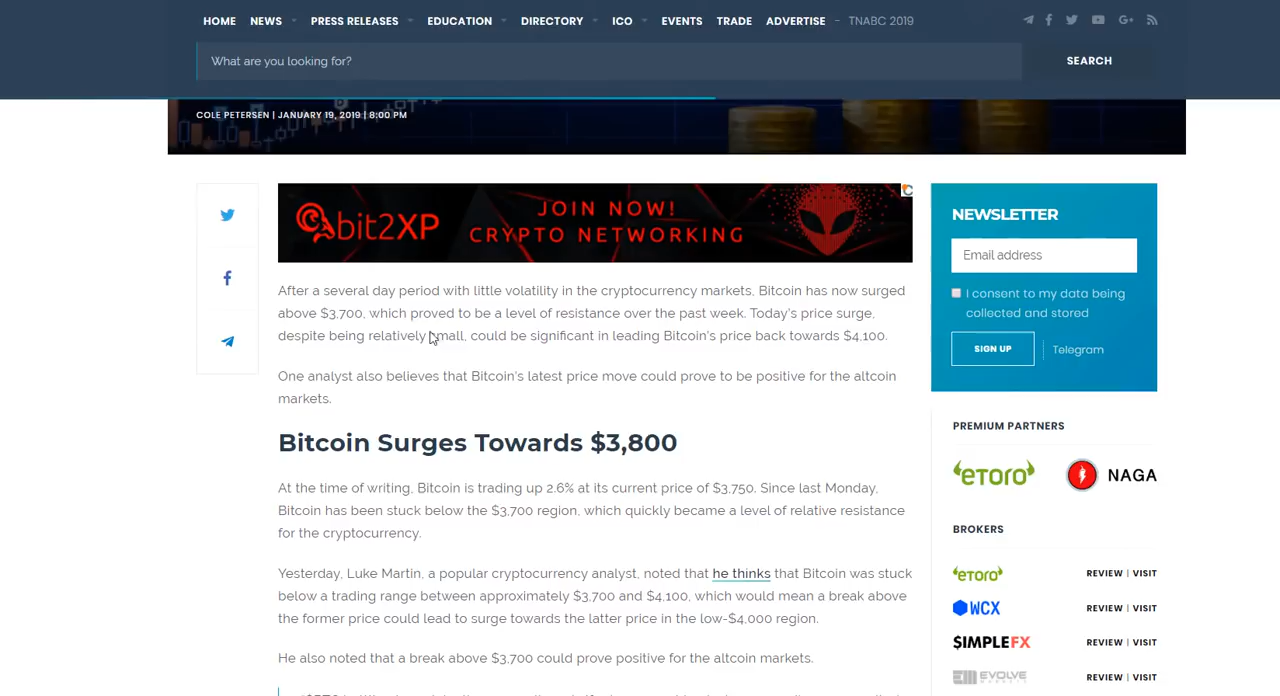 HOME NEWS PRESS RELEASES EDUCATION DIRECTORY ICO EVENTS TRADE ADVERTISE - TNABC 2019
What are you looking for? SEARCH
COLE PETERSEN | JANUARY 19, 2019 | 8:00 PM
bit2XP
JOIN NOW!
CRYPTO NETWORKING
After a several day period with little volatility in the cryptocurrency markets, Bitcoin has now surged
above $3,700, which proved to be a level of resistance over the past week. Today's price surge,
despite being relatively small, could be significant in leading Bitcoin's price back towards $4,100.
One analyst also believes that Bitcoin's latest price move could prove to be positive for the altcoin
markets.
Bitcoin Surges Towards $3,800
At the time of writing, Bitcoin is trading up 2.6% at its current price of $3,750. Since last Monday,
Bitcoin has been stuck below the $3,700 region, which quickly became a level of relative resistance
for the cryptocurrency.
Yesterday, Luke Martin, a popular cryptocurrency analyst, noted that he thinks that Bitcoin was stuck
below a trading range between approximately $3,700 and $4,100, which would mean a break above
the former price could lead to surge towards the latter price in the low-$4,000 region.
He also noted that a break above $3,700 could prove positive for the altcoin markets.
NEWSLETTER
Email address
I consent to my data being
collected and stored
SIGN UP Telegram
PREMIUM PARTNERS
eToro NAGA
BROKERS
eToro REVIEW | VISIT
WCX REVIEW | VISIT
SIMPLEFX REVIEW | VISIT
EVOLVE REVIEW | VISIT